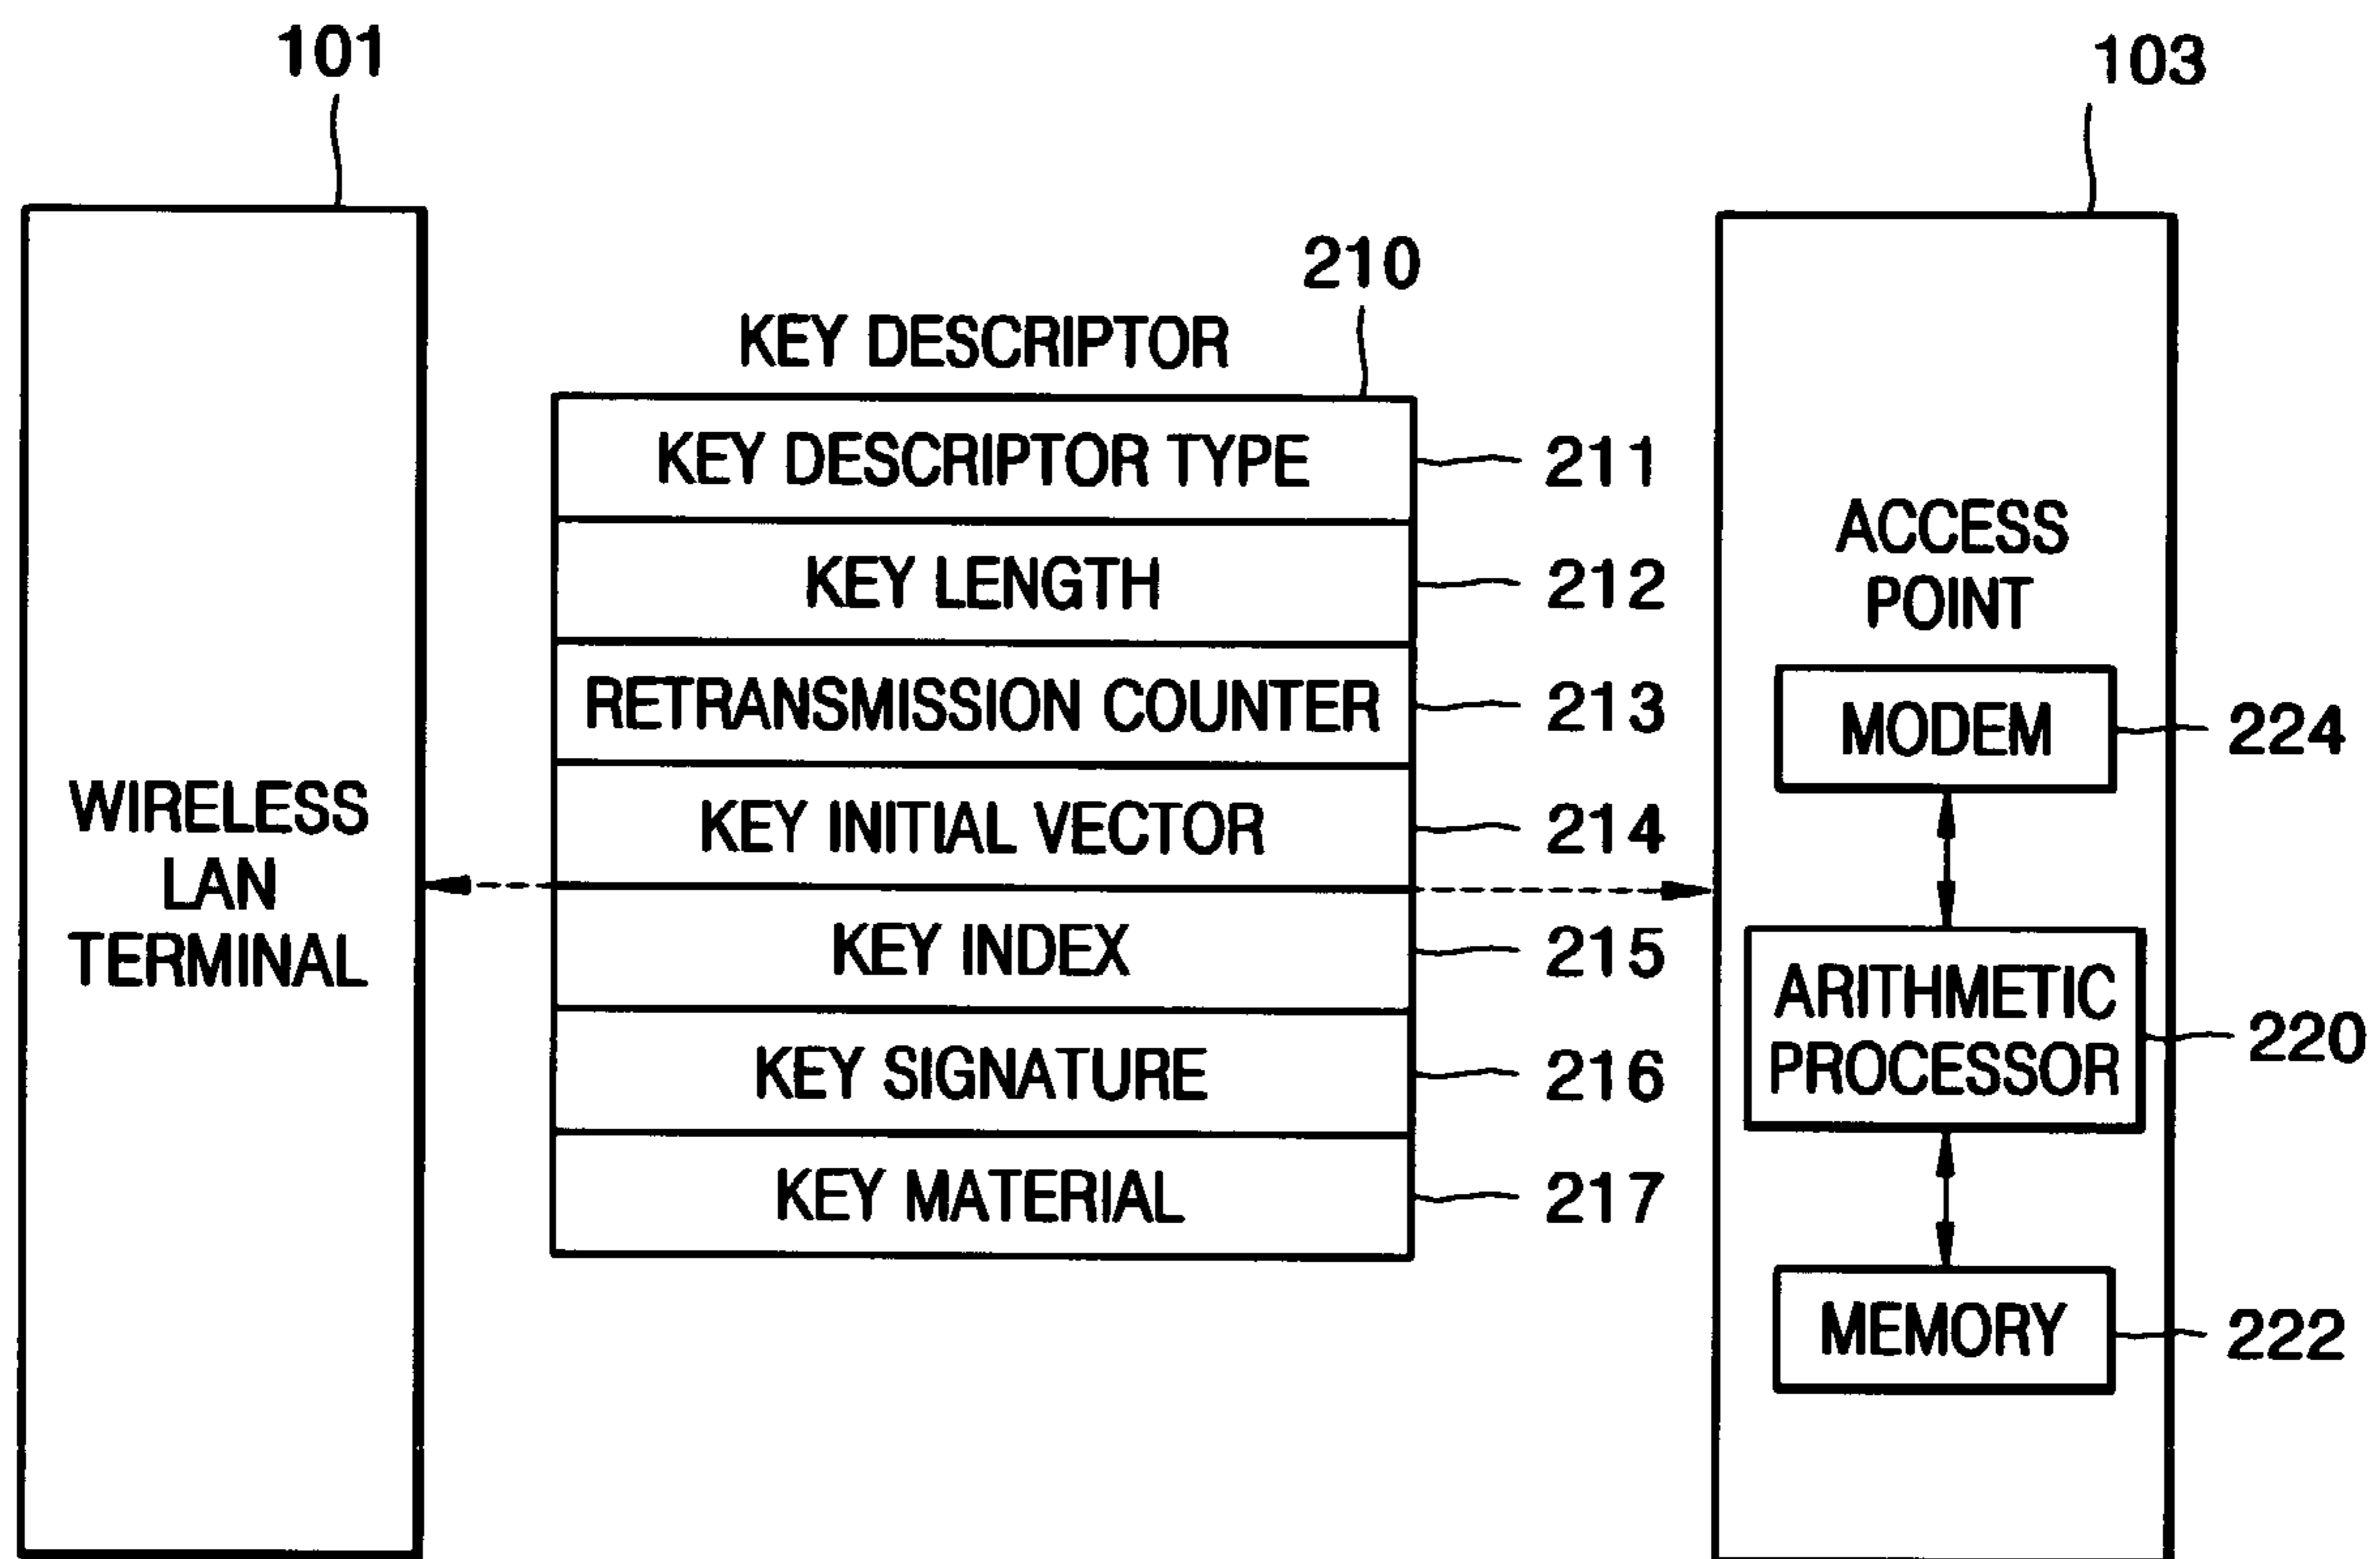 101
103
210
KEY DESCRIPTOR
KEY DESCRIPTOR TYPE
211
KEY LENGTH
212
RETRANSMISSION COUNTER
213
KEY INITIAL VECTOR
214
KEY INDEX
215
KEY SIGNATURE
216
KEY MATERIAL
217
WIRELESS
LAN
TERMINAL
ACCESS
POINT
MODEM
224
ARITHMETIC
PROCESSOR
220
MEMORY
222